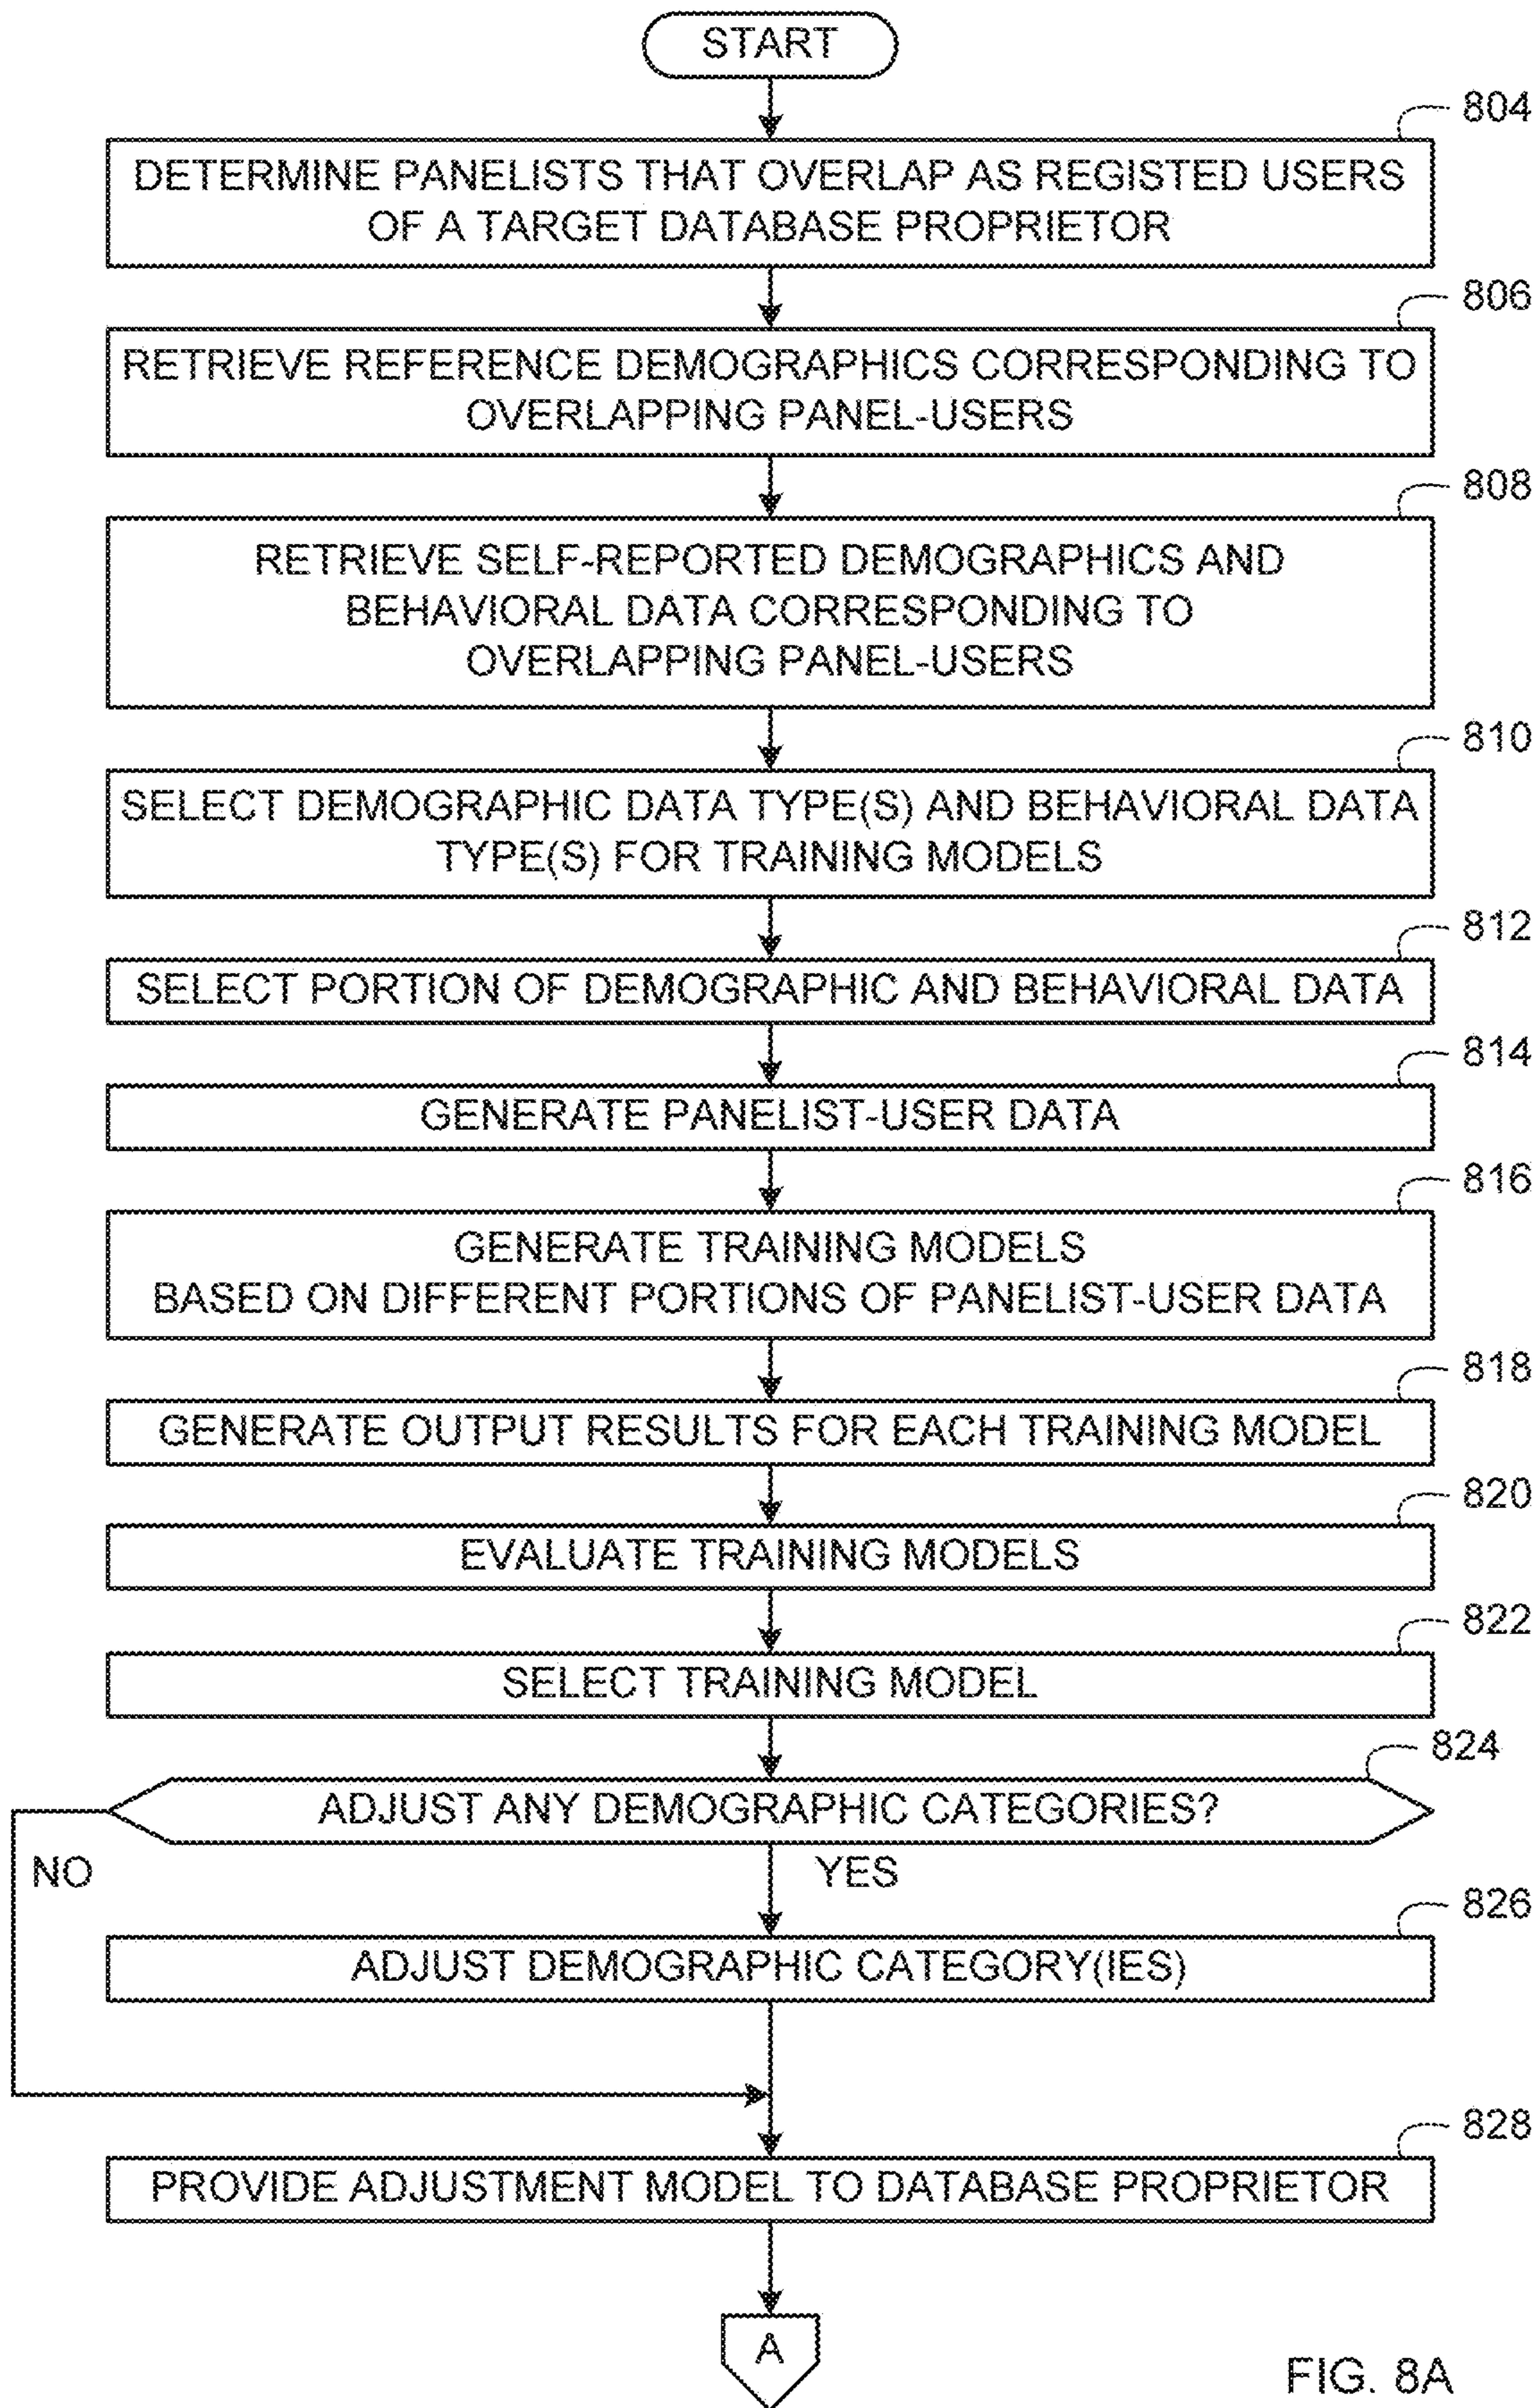 START
804
DETERMINE PANELISTS THAT OVERLAP AS REGISTED USERS
OF A TARGET DATABASE PROPRIETOR
806
RETRIEVE REFERENCE DEMOGRAPHICS CORRESPONDING TO
OVERLAPPING PANEL-USERS
808
RETRIEVE SELF-REPORTED DEMOGRAPHICS AND
BEHAVIORAL DATA CORRESPONDING TO
OVERLAPPING PANEL-USERS
810
SELECT DEMOGRAPHIC DATA TYPE(S) AND BEHAVIORAL DATA
TYPE(S) FOR TRAINING MODELS
812
SELECT PORTION OF DEMOGRAPHIC AND BEHAVIORAL DATA
814
GENERATE PANELIST-USER DATA
816
GENERATE TRAINING MODELS
BASED ON DIFFERENT PORTIONS OF PANELIST-USER DATA
818
GENERATE OUTPUT RESULTS FOR EACH TRAINING MODEL
820
EVALUATE TRAINING MODELS
822
SELECT TRAINING MODEL
824
ADJUST ANY DEMOGRAPHIC CATEGORIES?
NO
YES
826
ADJUST DEMOGRAPHIC CATEGORY(IES)
828
PROVIDE ADJUSTMENT MODEL TO DATABASE PROPRIETOR
A
FIG. 8A